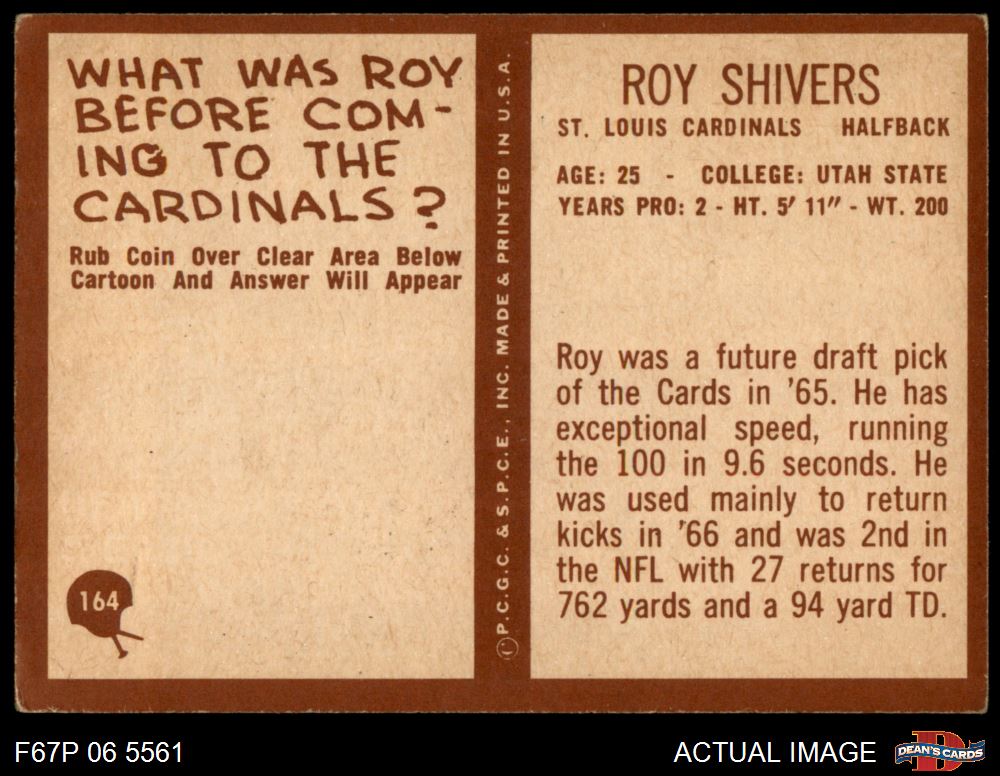 WHAT WAS ROY
BEFORE COM-
ING TO THE
CARDINALS?
Rub Coin Over Clear Area Below
Cartoon And Answer Will Appear
164
©P.C.G.C. & S.P.C.E., INC. MADE & PRINTED IN U.S.A.
ROY SHIVERS
ST. LOUIS CARDINALS HALFBACK
AGE: 25 - COLLEGE: UTAH STATE
YEARS PRO: 2 - HT. 5' 11" - WT. 200
Roy was a future draft pick
of the Cards in '65. He has
exceptional speed, running
the 100 in 9.6 seconds. He
was used mainly to return
kicks in '66 and was 2nd in
the NFL with 27 returns for
762 yards and a 94 yard TD.
F67P 06 5561
ACTUAL IMAGE
D
DEAN'S CARDS